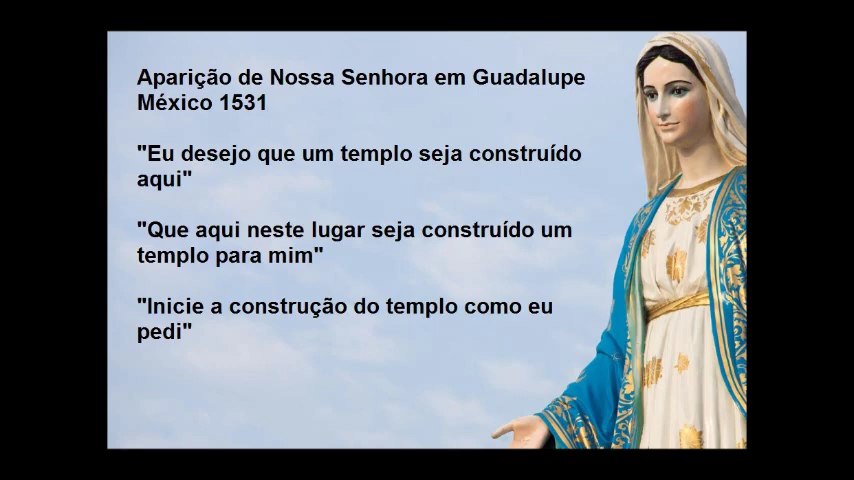 Aparição de Nossa Senhora em Guadalupe
México 1531
"Eu desejo que um templo seja construído
aqui"
"Que aqui neste lugar seja construído um
templo para mim"
"Inicie a construção do templo como eu
pedi"